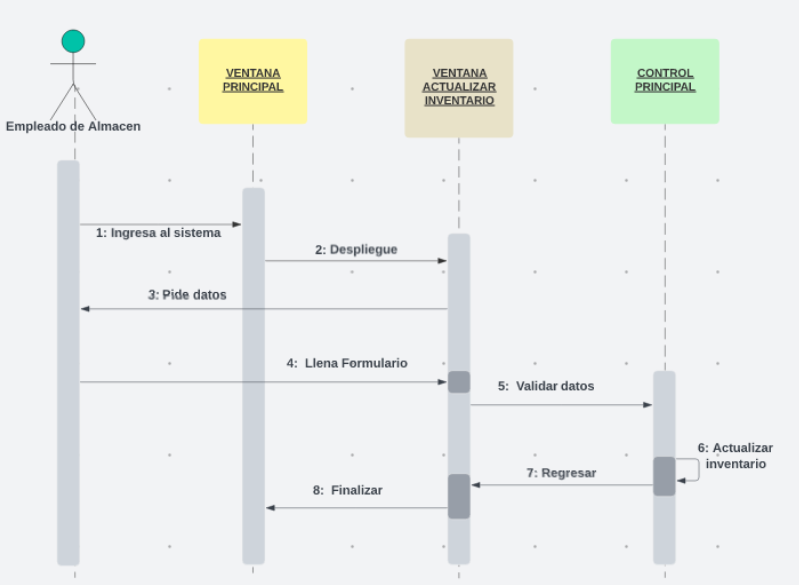 VENTANA
PRINCIPAL
VENTANA
ACTUALIZAR
INVENTARIO
CONTROL
PRINCIPAL
Empleado de Almacen
1: Ingresa al sistema
2: Despliegue
3: Pide datos
4: Llena Formulario
5: Validar datos
6: Actualizar
inventario
7: Regresar
8: Finalizar